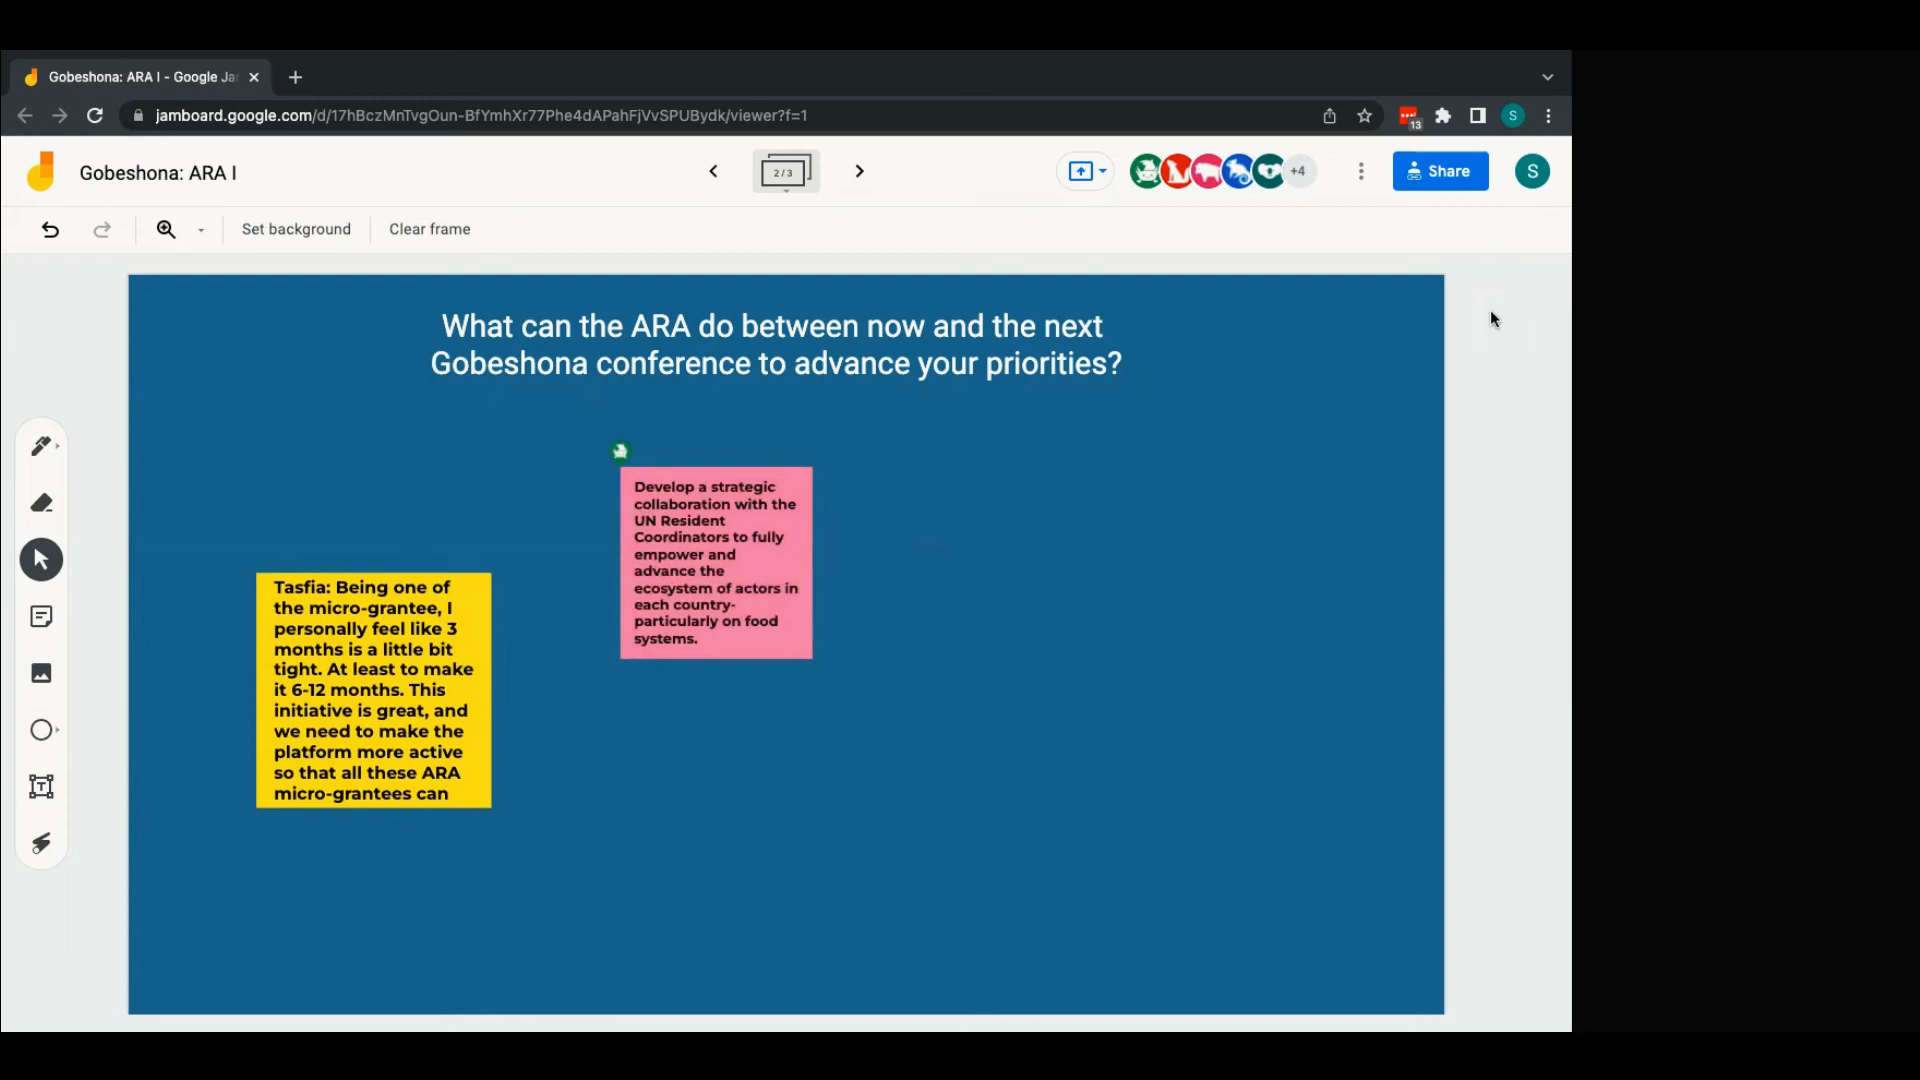 Gobeshona: ARA I - Google Ja
jamboard.google.com/d/17hBczMnTvgOun-BfYmhXr77Phe4dAPahFjVvSPUBydk/viewer?f=1
13
S
Gobeshona: ARA I
2 / 3
+4
Share
S
Set background
Clear frame
What can the ARA do between now and the next
Gobeshona conference to advance your priorities?
Develop a strategic
collaboration with the
UN Resident
Coordinators to fully
empower and
advance the
ecosystem of actors in
each country-
particularly on food
systems.
Tasfia: Being one of
the micro-grantee, I
personally feel like 3
months is a little bit
tight. At least to make
it 6-12 months. This
initiative is great, and
we need to make the
platform more active
so that all these ARA
micro-grantees can